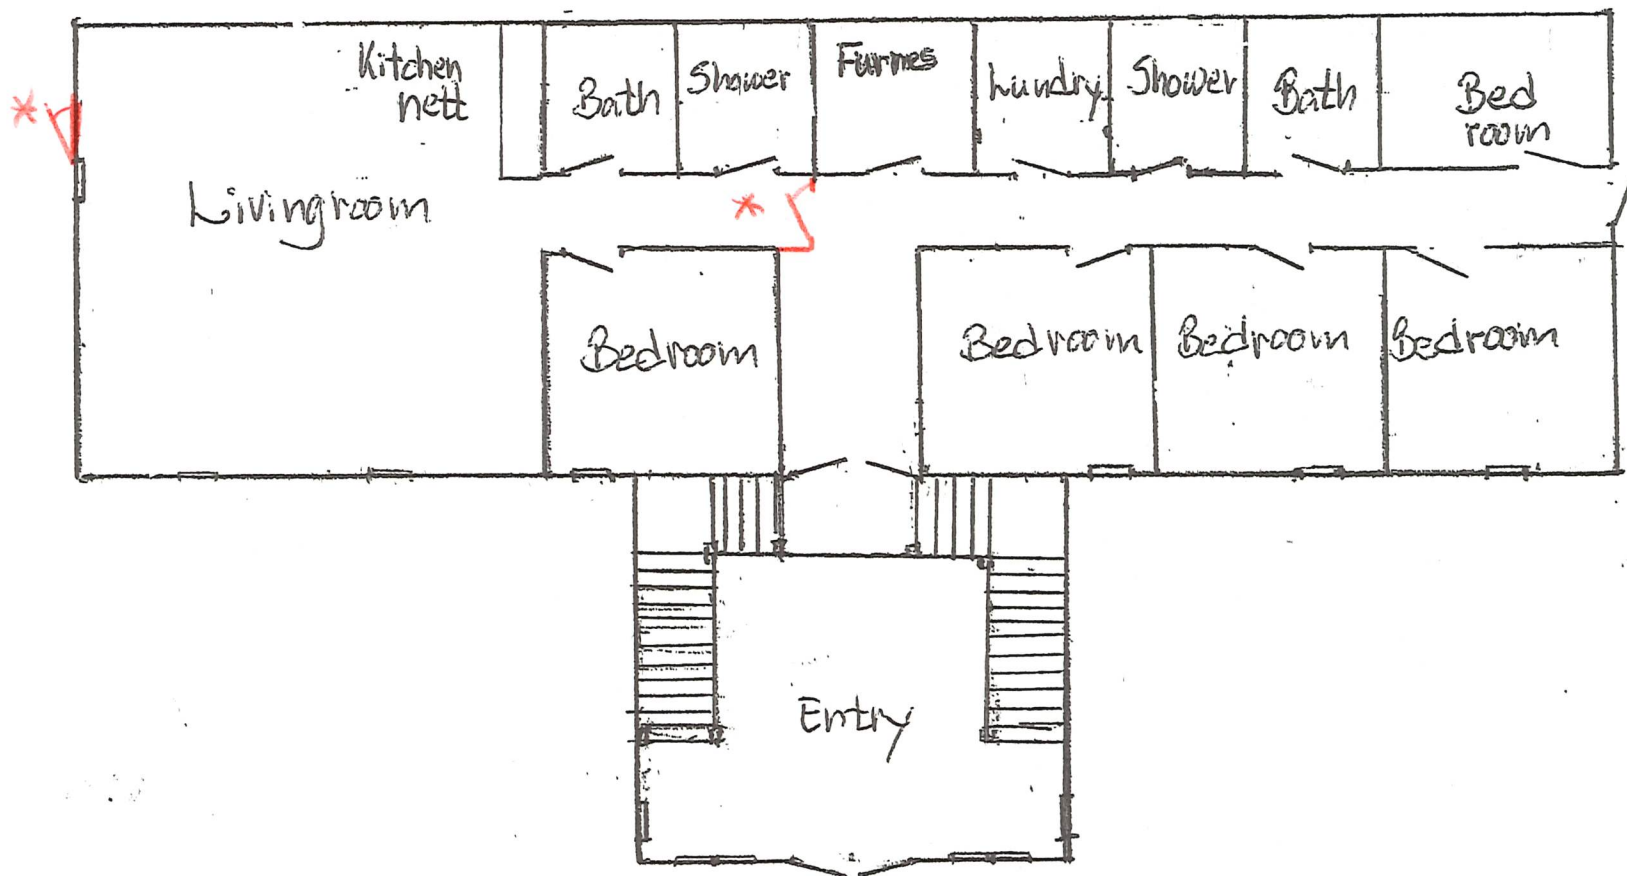 Kitchen
nett
Bath
Shower
Furnes
Lundry
Shower
Bath
Bed
room
*
Livingroom
*
Bedroom
Bedroom
Bedroom
Bedroom
Entry